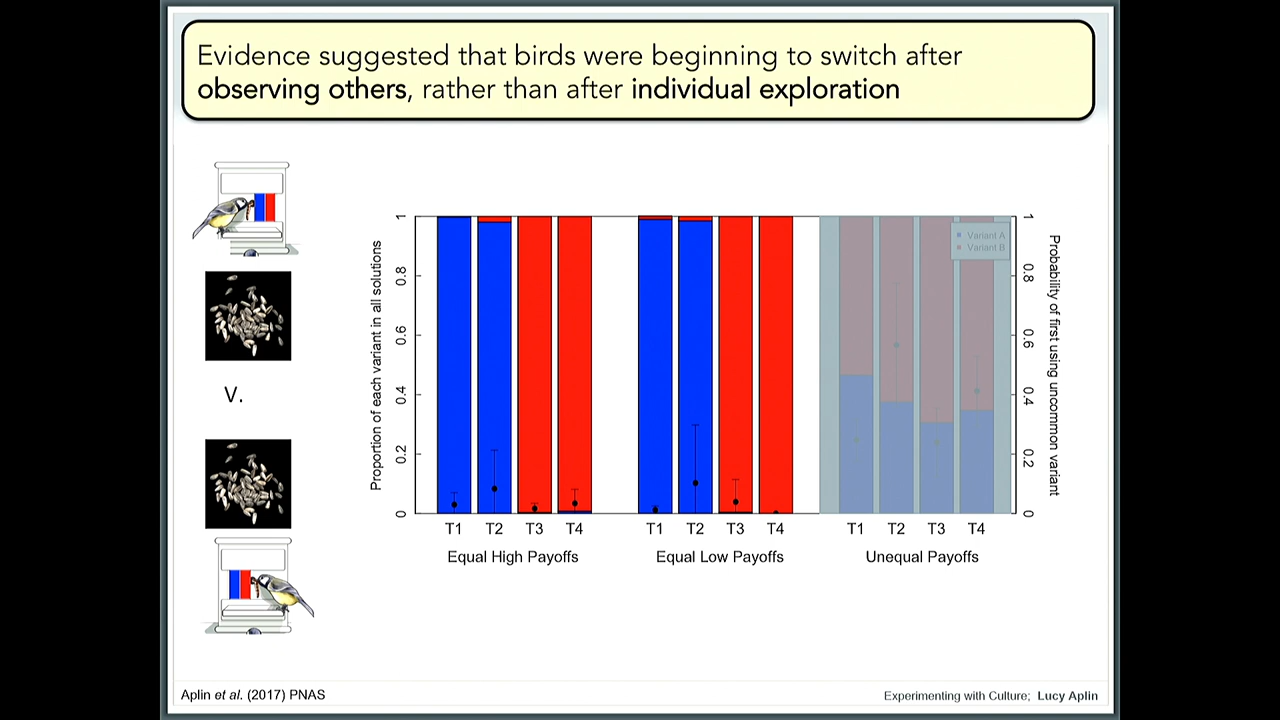 Evidence suggested that birds were beginning to switch after
observing others, rather than after individual exploration
v.
Proportion of each variant in all solutions
1
0.8
0.6
0.4
0.2
0
T1 T2 T3 T4
Equal High Payoffs
T1 T2 T3 T4
Equal Low Payoffs
T1 T2 T3 T4
Unequal Payoffs
Variant A
Variant B
1
0.8
0.6
0.4
0.2
0
Probability of first using uncommon variant
Aplin et al. (2017) PNAS
Experimenting with Culture; Lucy Aplin